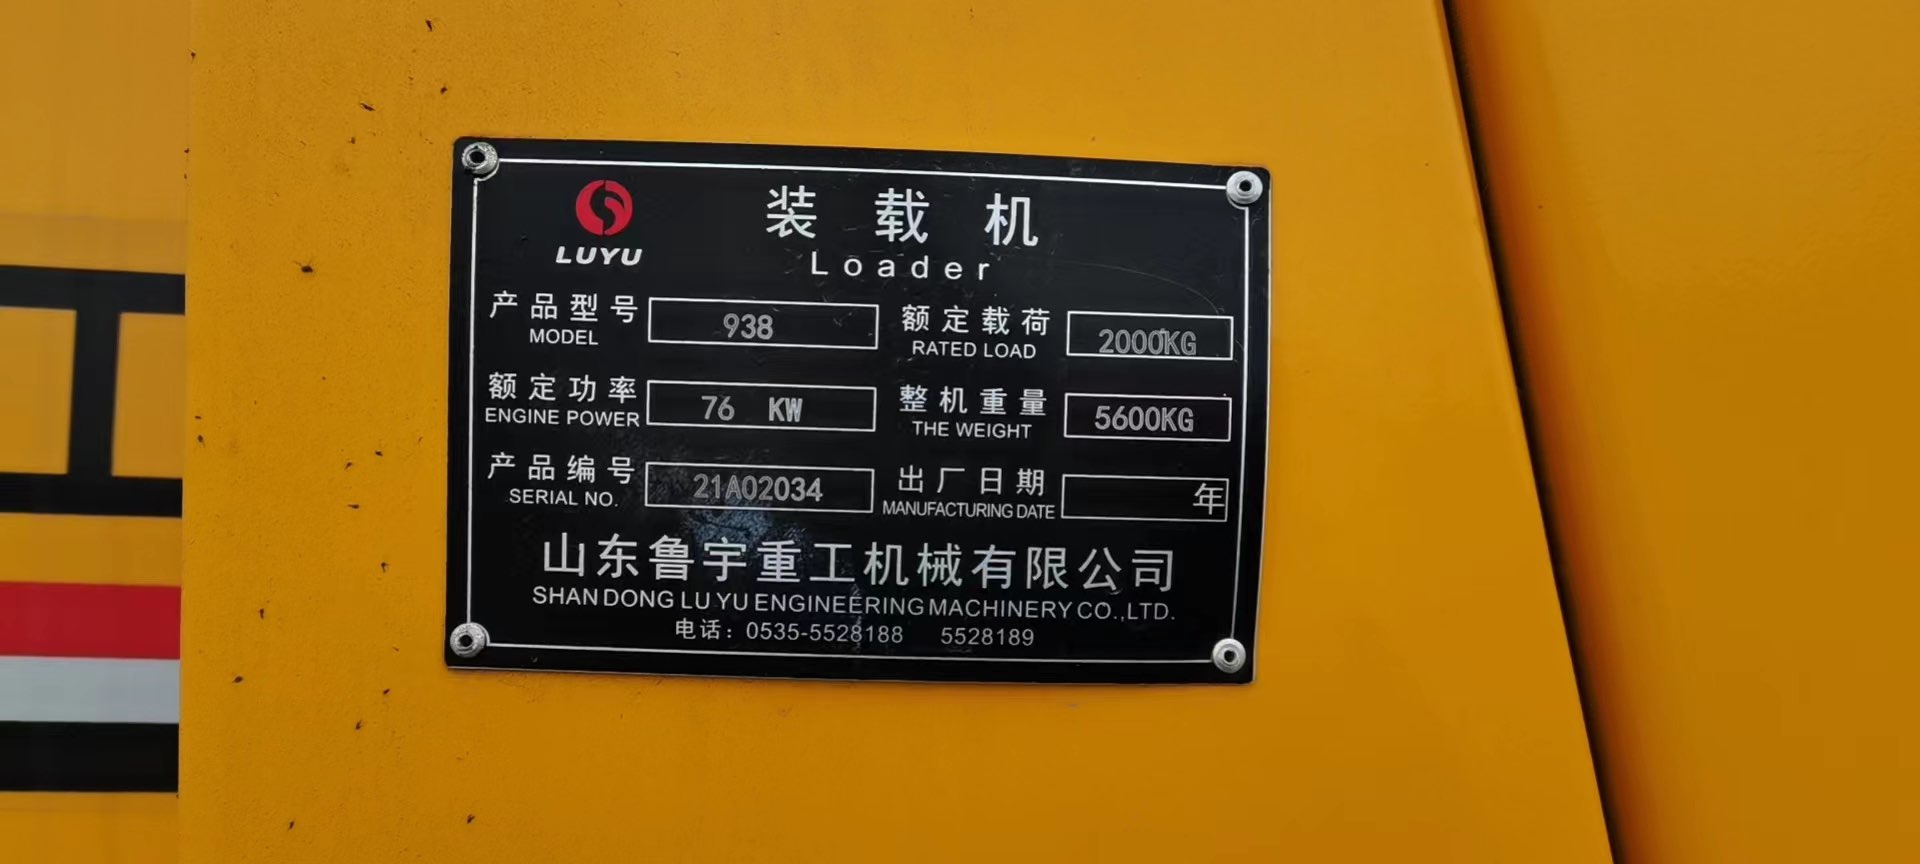 LUYU
装载机
Loader
产品型号 938 额定载荷 2000KG
MODEL RATED LOAD
额定功率 76 KW 整机重量 5600KG
ENGINE POWER THE WEIGHT
产品编号 21A02034 出厂日期 年
SERIAL NO. MANUFACTURING DATE
山东鲁宇重工机械有限公司
SHAN DONG LU YU ENGINEERING MACHINERY CO.,LTD.
电话：0535-5528188 5528189